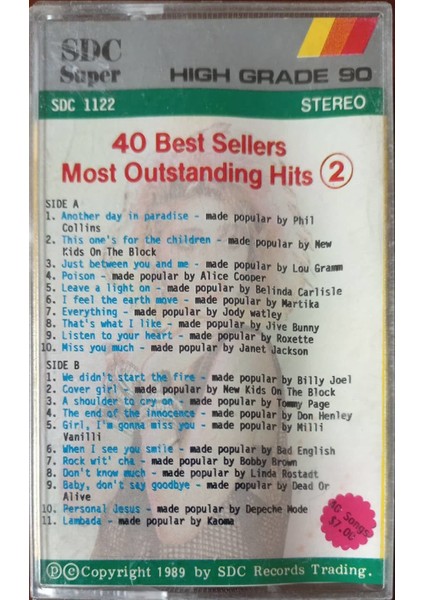 SDC
Super
HIGH GRADE 90
SDC 1122
STEREO
40 Best Sellers
Most Outstanding Hits 2
SIDE A
1. Another day in paradise - made popular by Phil
Collins
2. This one's for the children - made popular by New
Kids On The Block
3. Just between you and me - made popular by Lou Gramm
4. Poison - made popular by Alice Cooper
5. Leave a light on - made popular by Belinda Carlisle
6. I feel the earth move - made popular by Martika
7. Everything - made popular by Jody watley
8. That's what I like - made popular by Jive Bunny
9. Listen to your heart - made popular by Roxette
10. Miss you much - made popular by Janet Jackson
SIDE B
1. We didn't start the fire - made popular by Billy Joel
2. Cover girl - made popular by New Kids On The Block
3. A shoulder to cry on - made popular by Tommy Page
4. The end of the innocence - made popular by Don Henley
5. Girl, I'm gonna miss you - made popular by Milli
Vanilli
6. When I see you smile - made popular by Bad English
7. Rock wit' cha - made popular by Bobby Brown
8. Don't know much - made popular by Linda Rostadt
9. Baby, don't say goodbye - made popular by Dead Or
Alive
10. Personal Jesus - made popular by Depeche Mode
11. Lambada - made popular by Kaoma
Songs
Ⓟ©Copyright 1989 by SDC Records Trading.